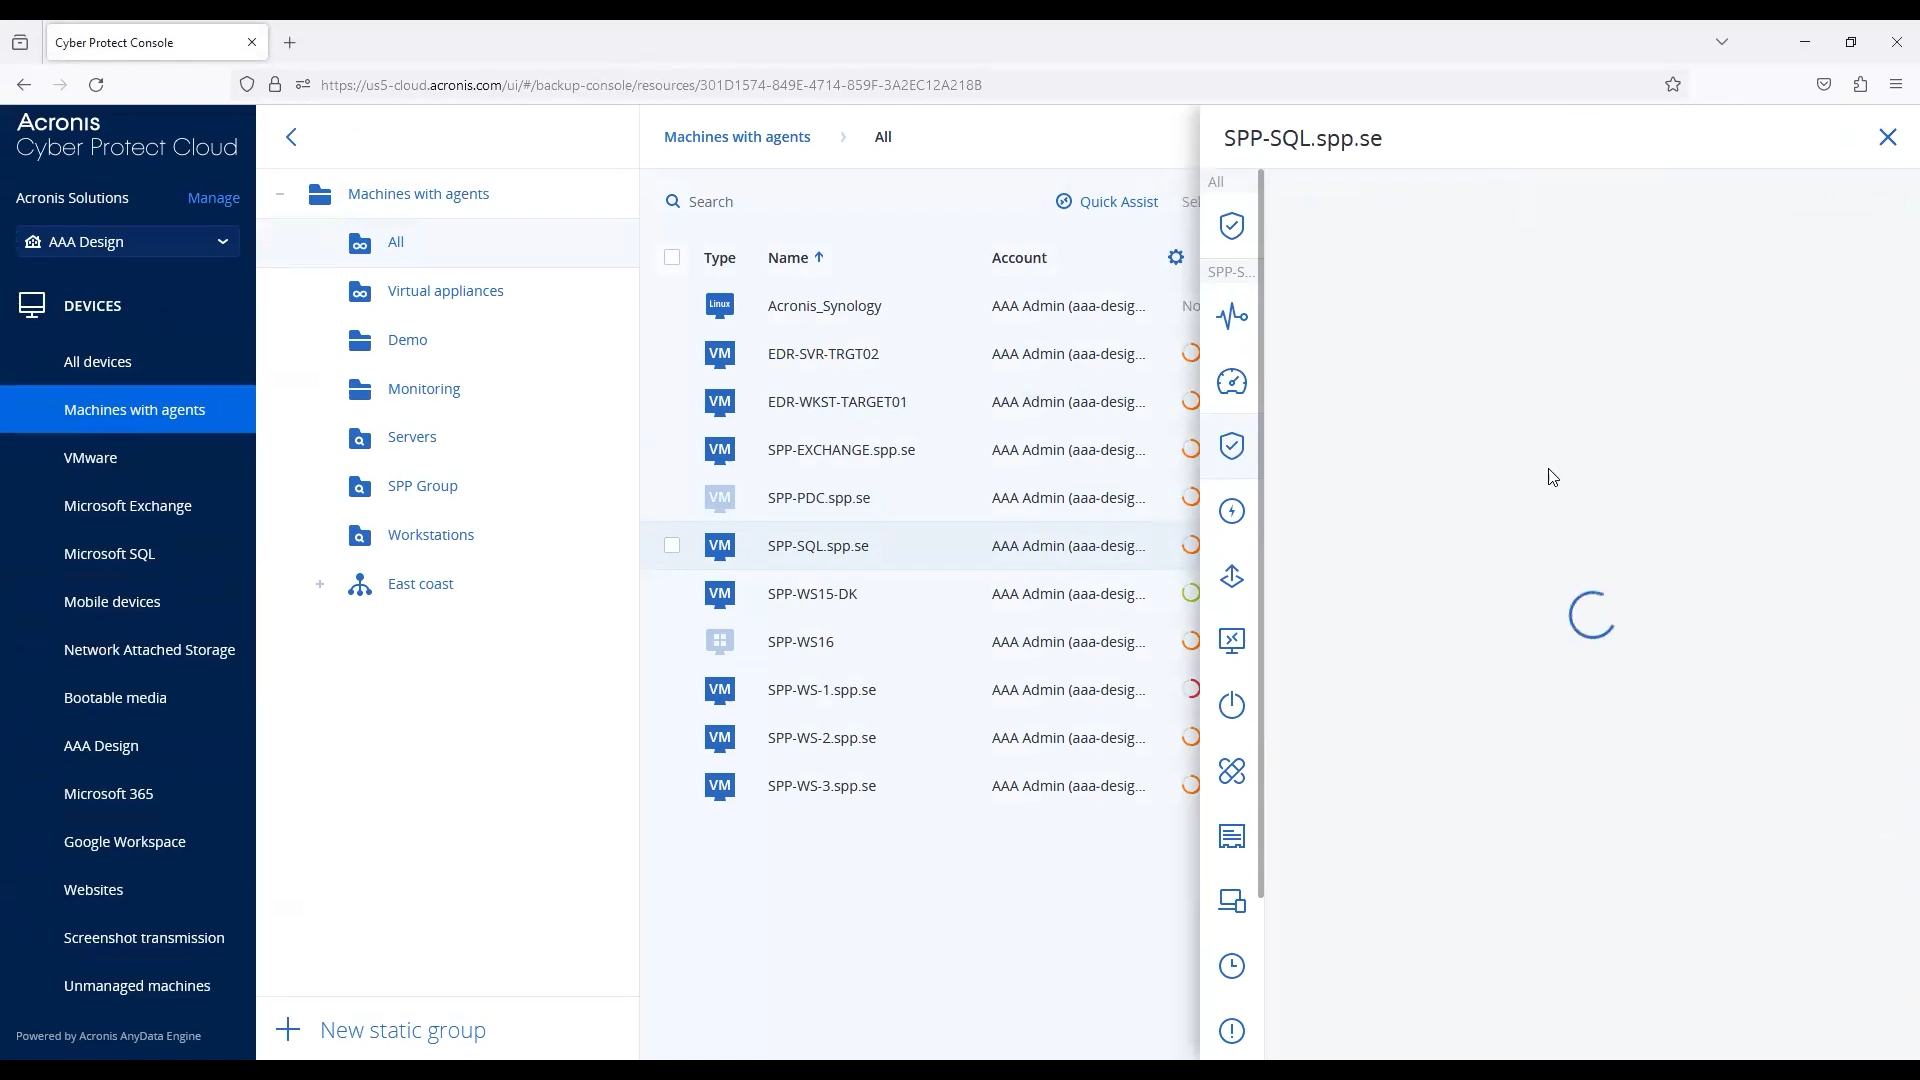 Cyber Protect Console
https://us5-cloud.acronis.com/ui/#/backup-console/resources/301D1574-849E-4714-859F-3A2EC12A218B
Acronis
Cyber Protect Cloud
Acronis Solutions Manage
AAA Design
DEVICES
All devices
Machines with agents
VMware
Microsoft Exchange
Microsoft SQL
Mobile devices
Network Attached Storage
Bootable media
AAA Design
Microsoft 365
Google Workspace
Websites
Screenshot transmission
Unmanaged machines
Powered by Acronis AnyData Engine
Machines with agents
All
Virtual appliances
Demo
Monitoring
Servers
SPP Group
Workstations
East coast
New static group
Machines with agents All
Search Quick Assist Sel
Type Name Account
Linux Acronis_Synology AAA Admin (aaa-desig... No
VM EDR-SVR-TRGT02 AAA Admin (aaa-desig...
VM EDR-WKST-TARGET01 AAA Admin (aaa-desig...
VM SPP-EXCHANGE.spp.se AAA Admin (aaa-desig...
VM SPP-PDC.spp.se AAA Admin (aaa-desig...
VM SPP-SQL.spp.se AAA Admin (aaa-desig...
VM SPP-WS15-DK AAA Admin (aaa-desig...
SPP-WS16 AAA Admin (aaa-desig...
VM SPP-WS-1.spp.se AAA Admin (aaa-desig...
VM SPP-WS-2.spp.se AAA Admin (aaa-desig...
VM SPP-WS-3.spp.se AAA Admin (aaa-desig...
SPP-SQL.spp.se
All
SPP-S...